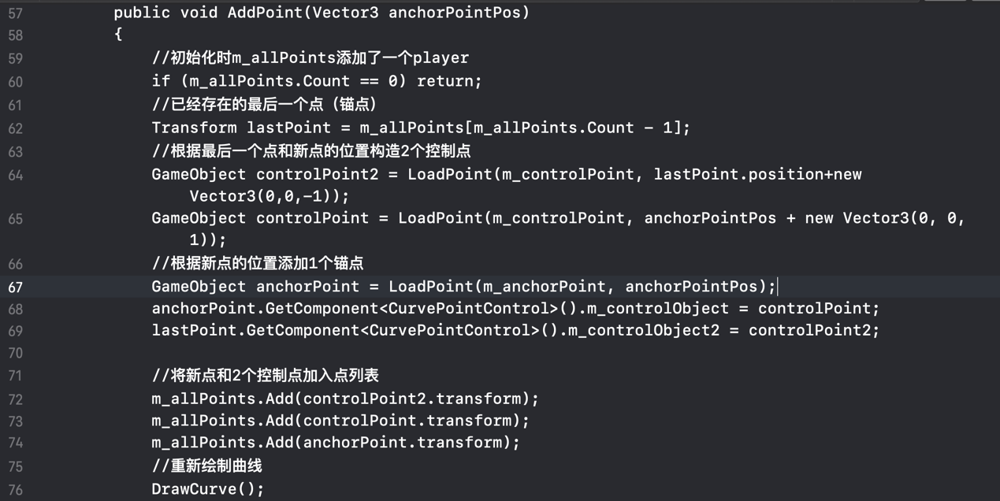 57 public void AddPoint(Vector3 anchorPointPos)
58 {
59 //初始化时m_allPoints添加了一个player
60 if (m_allPoints.Count == 0) return;
61 //已经存在的最后一个点（锚点）
62 Transform lastPoint = m_allPoints[m_allPoints.Count - 1];
63 //根据最后一个点和新点的位置构造2个控制点
64 GameObject controlPoint2 = LoadPoint(m_controlPoint, lastPoint.position+new
Vector3(0,0,-1));
65 GameObject controlPoint = LoadPoint(m_controlPoint, anchorPointPos + new Vector3(0, 0,
1));
66 //根据新点的位置添加1个锚点
67 GameObject anchorPoint = LoadPoint(m_anchorPoint, anchorPointPos);
68 anchorPoint.GetComponent<CurvePointControl>().m_controlObject = controlPoint;
69 lastPoint.GetComponent<CurvePointControl>().m_controlObject2 = controlPoint2;
70
71 //将新点和2个控制点加入点列表
72 m_allPoints.Add(controlPoint2.transform);
73 m_allPoints.Add(controlPoint.transform);
74 m_allPoints.Add(anchorPoint.transform);
75 //重新绘制曲线
76 DrawCurve();